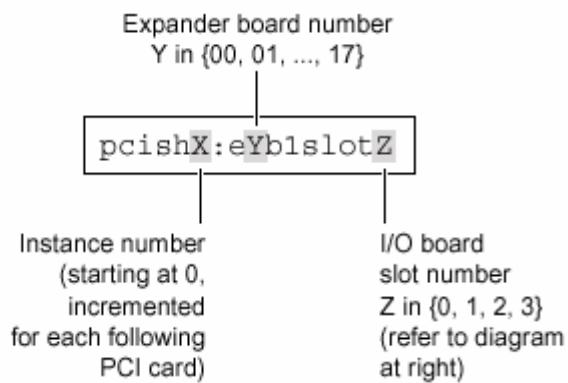 Expander board number
Y in {00, 01, ..., 17}
pcishX:eYb1slotZ
Instance number
(starting at 0,
incremented
for each following
PCI card)
I/O board
slot number
Z in {0, 1, 2, 3}
(refer to diagram
at right)